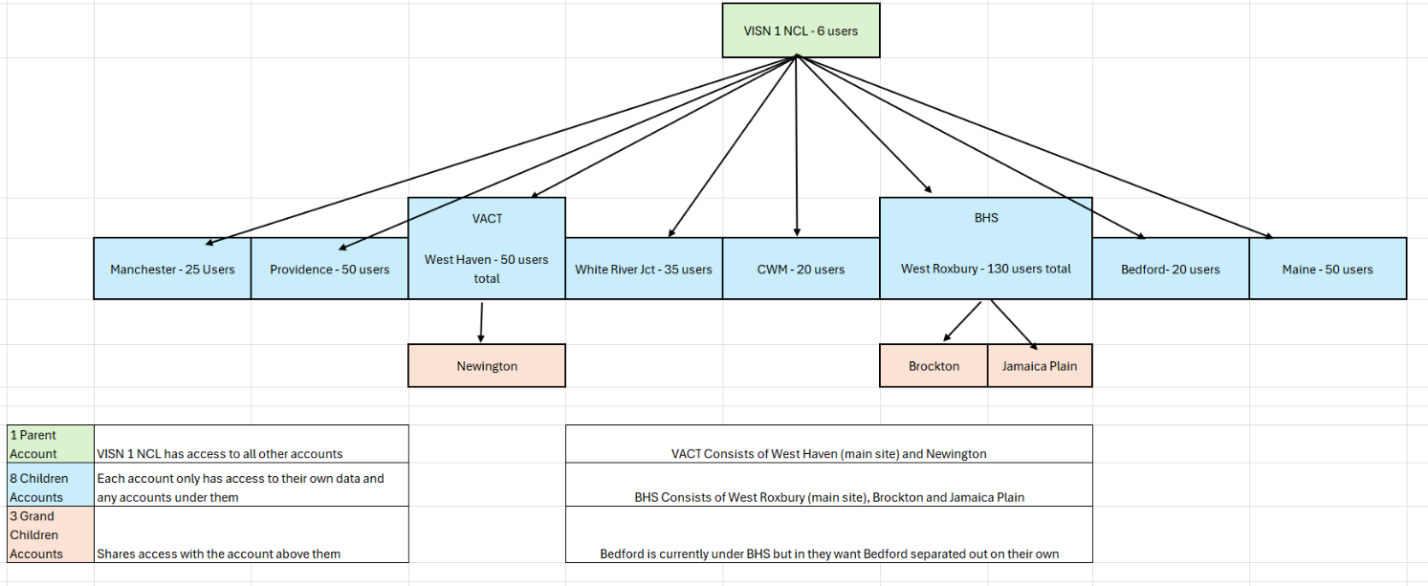 VISN 1 NCL - 6 users
VACT
West Haven - 50 users
total
BHS
West Roxbury - 130 users total
Manchester - 25 Users
Providence - 50 users
White River Jct - 35 users
CWM - 20 users
Bedford- 20 users
Maine - 50 users
Newington
Brockton
Jamaica Plain
1 Parent
Account
VISN 1 NCL has access to all other accounts
8 Children
Accounts
Each account only has access to their own data and
any accounts under them
3 Grand
Children
Accounts
Shares access with the account above them
VACT Consists of West Haven (main site) and Newington
BHS Consists of West Roxbury (main site), Brockton and Jamaica Plain
Bedford is currently under BHS but in they want Bedford separated out on their own